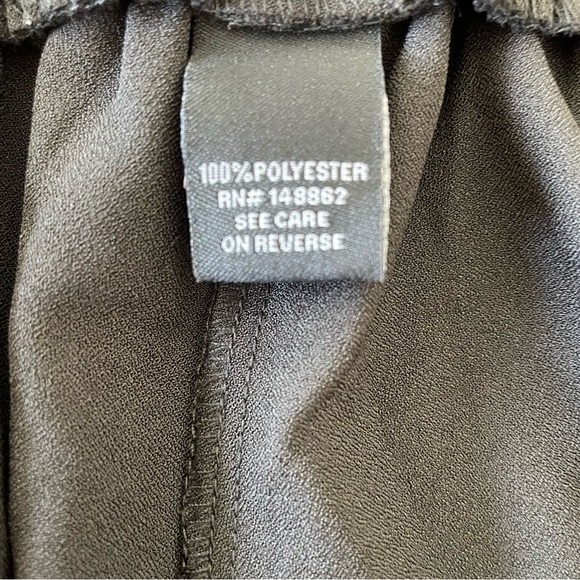 100%POLYESTER
RN# 148862
SEE CARE
ON REVERSE